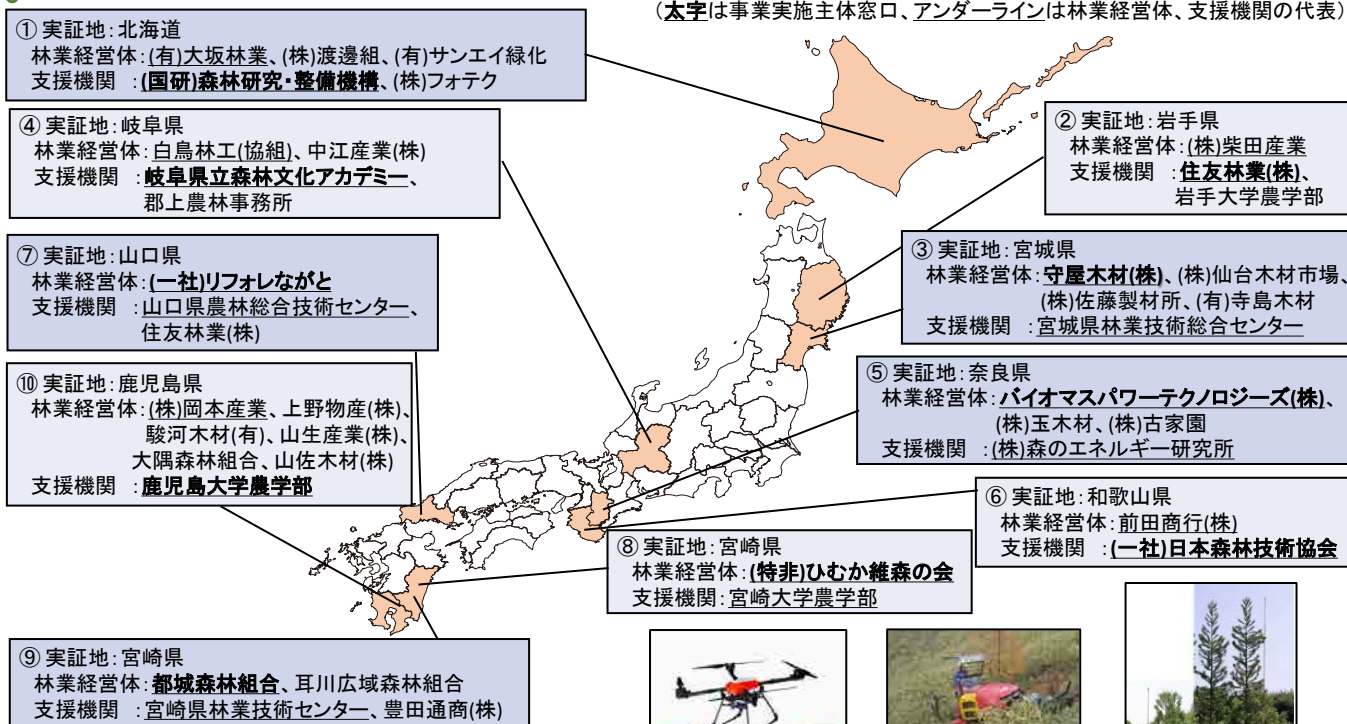 (太字は事業実施主体窓口、アンダーラインは林業経営体、支援機関の代表)
① 実証地:北海道
林業経営体:(有)大坂林業、(株)渡邊組、(有)サンエイ緑化
支援機関 :(国研)森林研究・整備機構、(株)フォテク
② 実証地:岩手県
林業経営体:(株)柴田産業
支援機関 :住友林業(株)、
岩手大学農学部
③ 実証地:宮城県
林業経営体:守屋木材(株)、(株)仙台木材市場、
(株)佐藤製材所、(有)寺島木材
支援機関 :宮城県林業技術総合センター
④ 実証地:岐阜県
林業経営体:白鳥林工(協組)、中江産業(株)
支援機関 :岐阜県立森林文化アカデミー、
郡上農林事務所
⑤ 実証地:奈良県
林業経営体:バイオマスパワーテクノロジーズ(株)、
(株)玉木材、(株)古家園
支援機関 :(株)森のエネルギー研究所
⑥ 実証地:和歌山県
林業経営体:前田商行(株)
支援機関 :(一社)日本森林技術協会
⑦ 実証地:山口県
林業経営体:(一社)リフォレながと
支援機関 :山口県農林総合技術センター、
住友林業(株)
⑧ 実証地:宮崎県
林業経営体:(特非)ひむか維森の会
支援機関:宮崎大学農学部
⑨ 実証地:宮崎県
林業経営体:都城森林組合、耳川広域森林組合
支援機関 :宮崎県林業技術センター、豊田通商(株)
⑩ 実証地:鹿児島県
林業経営体:(株)岡本産業、上野物産(株)、
駿河木材(有)、山生産業(株)、
大隅森林組合、山佐木材(株)
支援機関 :鹿児島大学農学部